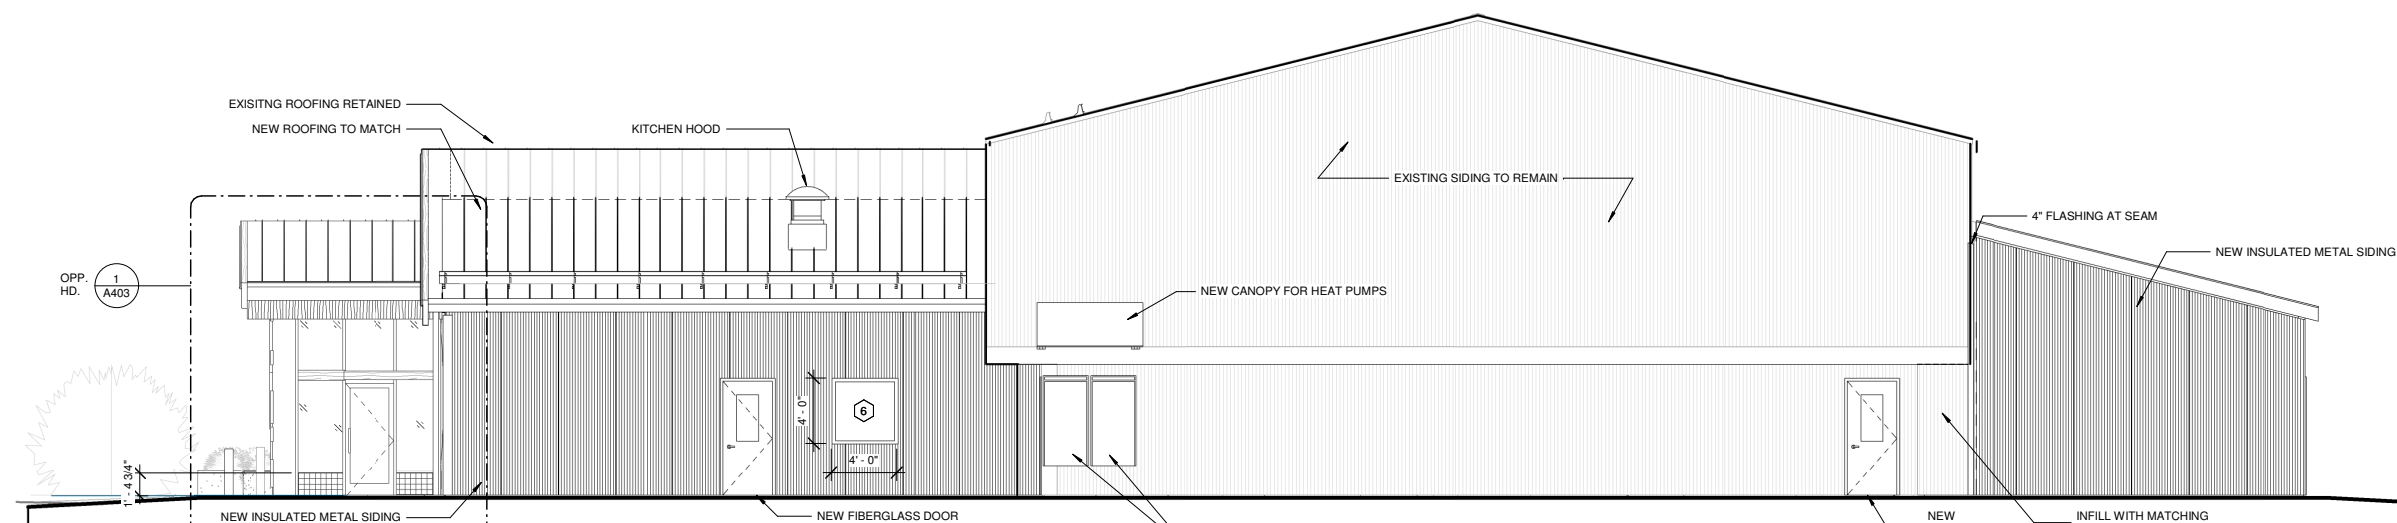 EXISITNG ROOFING RETAINED
NEW ROOFING TO MATCH
KITCHEN HOOD
EXISTING SIDING TO REMAIN
4" FLASHING AT SEAM
NEW INSULATED METAL SIDING
OPP.
HD.
1
A403
NEW CANOPY FOR HEAT PUMPS
4' - 0"
6
4' - 0"
1' - 4 3/4"
NEW INSULATED METAL SIDING
NEW FIBERGLASS DOOR
NEW
INFILL WITH MATCHING